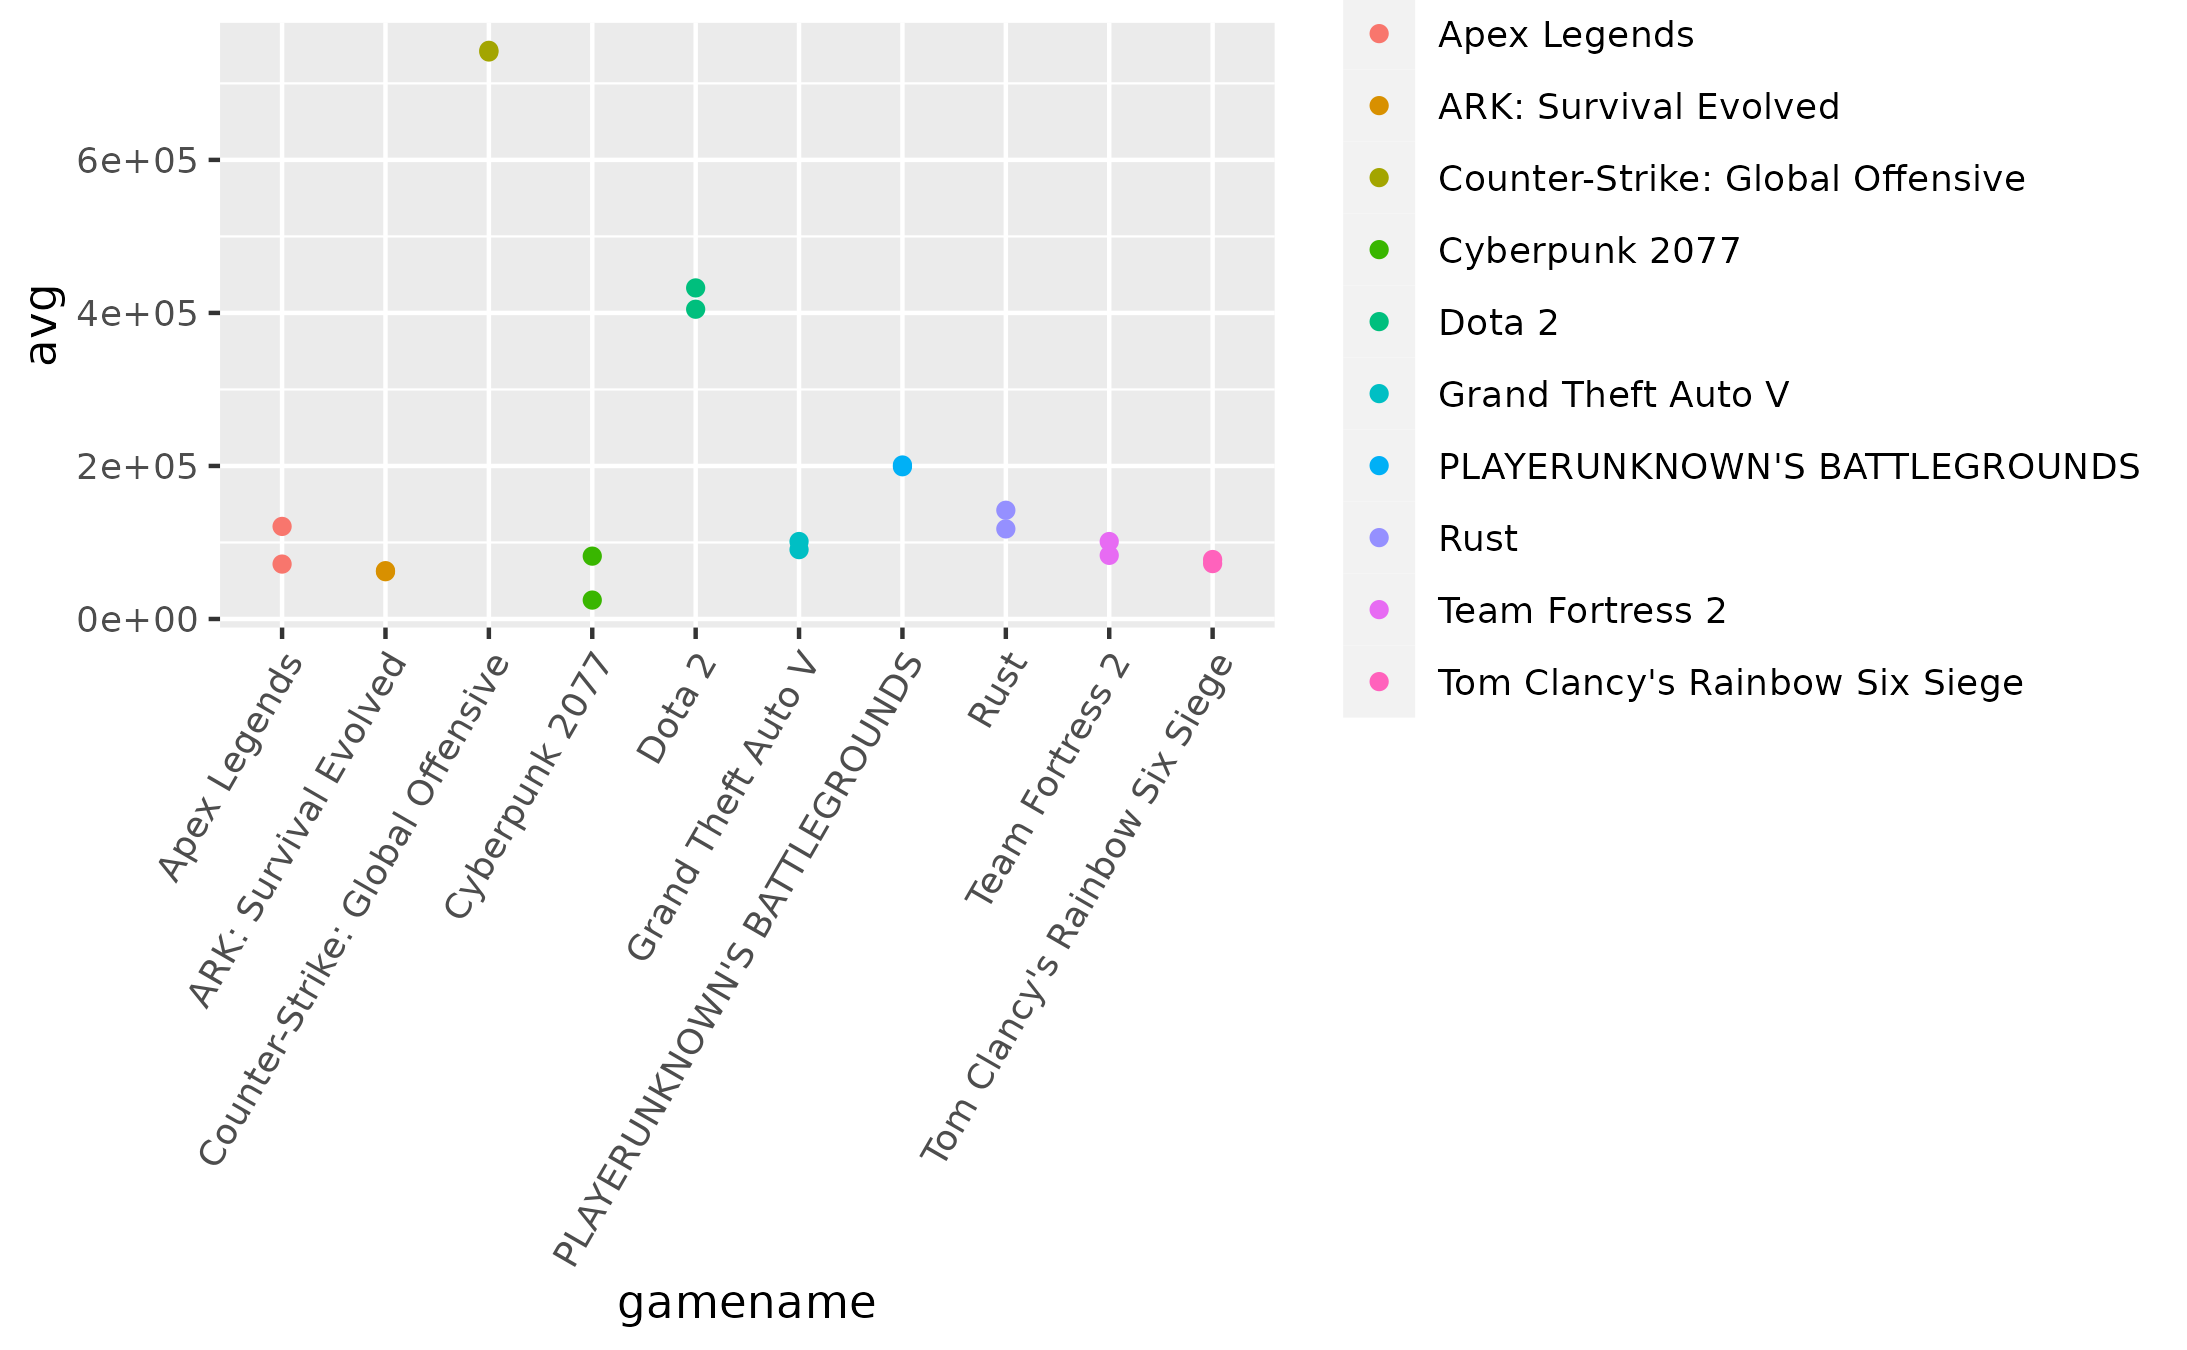 avg
6e+05
4e+05
2e+05
0e+00
Apex Legends
ARK: Survival Evolved
Counter-Strike: Global Offensive
Cyberpunk 2077
Dota 2
Grand Theft Auto V
PLAYERUNKNOWN'S BATTLEGROUNDS
Rust
Team Fortress 2
Tom Clancy's Rainbow Six Siege
gamename
Apex Legends
ARK: Survival Evolved
Counter-Strike: Global Offensive
Cyberpunk 2077
Dota 2
Grand Theft Auto V
PLAYERUNKNOWN'S BATTLEGROUNDS
Rust
Team Fortress 2
Tom Clancy's Rainbow Six Siege